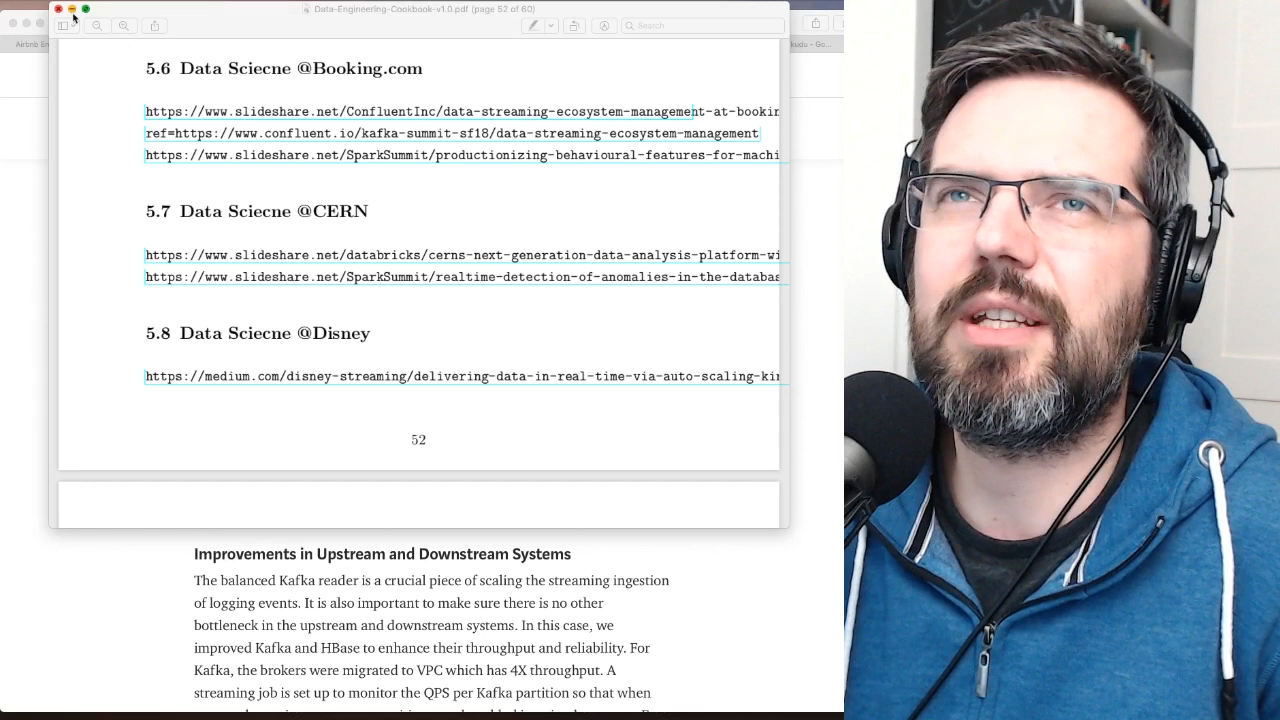 Data-Engineering-Cookbook-v1.0.pdf (page 52 of 60)
Search
Airbnb
5.6 Data Sciecne @Booking.com
https://www.slideshare.net/ConfluentInc/data-streaming-ecosystem-management-at-bookin
ref=https://www.confluent.io/kafka-summit-sf18/data-streaming-ecosystem-management
https://www.slideshare.net/SparkSummit/productionizing-behavioural-features-for-machi
5.7 Data Sciecne @CERN
https://www.slideshare.net/databricks/cerns-next-generation-data-analysis-platform-wi
https://www.slideshare.net/SparkSummit/realtime-detection-of-anomalies-in-the-databas
5.8 Data Sciecne @Disney
https://medium.com/disney-streaming/delivering-data-in-real-time-via-auto-scaling-kin
52
Improvements in Upstream and Downstream Systems
The balanced Kafka reader is a crucial piece of scaling the streaming ingestion
of logging events. It is also important to make sure there is no other
bottleneck in the upstream and downstream systems. In this case, we
improved Kafka and HBase to enhance their throughput and reliability. For
Kafka, the brokers were migrated to VPC which has 4X throughput. A
streaming job is set up to monitor the QPS per Kafka partition so that when